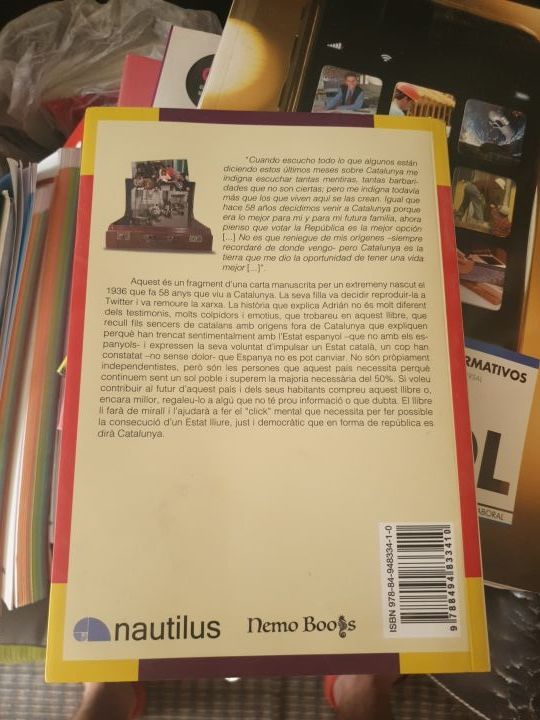 "Cuando escucho todo lo que algunos están
diciendo estos últimos meses sobre Catalunya me
indigna escuchar tantas mentiras, tantas barbari-
dades que no son ciertas; pero me indigna todavía
más que los que viven aquí se las crean. Igual que
hace 58 años decidimos venir a Catalunya porque
era lo mejor para mi y para mi futura familia, ahora
pienso que votar la República es la mejor opción
[...] No es que reniegue de mis orígenes –siempre
recordaré de donde vengo- pero Catalunya es la
tierra que me dio la oportunidad de tener una vida
mejor [...]".
Aquest és un fragment d'una carta manuscrita per un extremeny nascut el
1936 que fa 58 anys que viu a Catalunya. La seva filla va decidir reproduir-la a
Twitter i va remoure la xarxa. La història que explica Adrián no és molt diferent
dels testimonis, molts colpidors i emotius, que trobareu en aquest llibre, que
recull fils sencers de catalans amb orígens fora de Catalunya que expliquen
perquè han trencat sentimentalment amb l'Estat espanyol –que no amb els es-
panyols- i expressen la seva voluntat d'impulsar un Estat català, un cop han
constatat –no sense dolor- que Espanya no es pot canviar. No són pròpiament
independentistes, però són les persones que aquest país necessita perquè
continuem sent un sol poble i superem la majoria necessària del 50%. Si voleu
contribuir al futur d'aquest país i dels seus habitants compreu aquest llibre o,
encara millor, regaleu-lo a algú que no té prou informació o que dubta. El llibre
li farà de mirall i l'ajudarà a fer el "click" mental que necessita per fer possible
la consecució d'un Estat lliure, just i democràtic que en forma de república es
dirà Catalunya.
ISBN 978-84-948334-1-0
9 788494 833410
nautilus
Nemo Books
RMATIVOS
OL
ABORAL